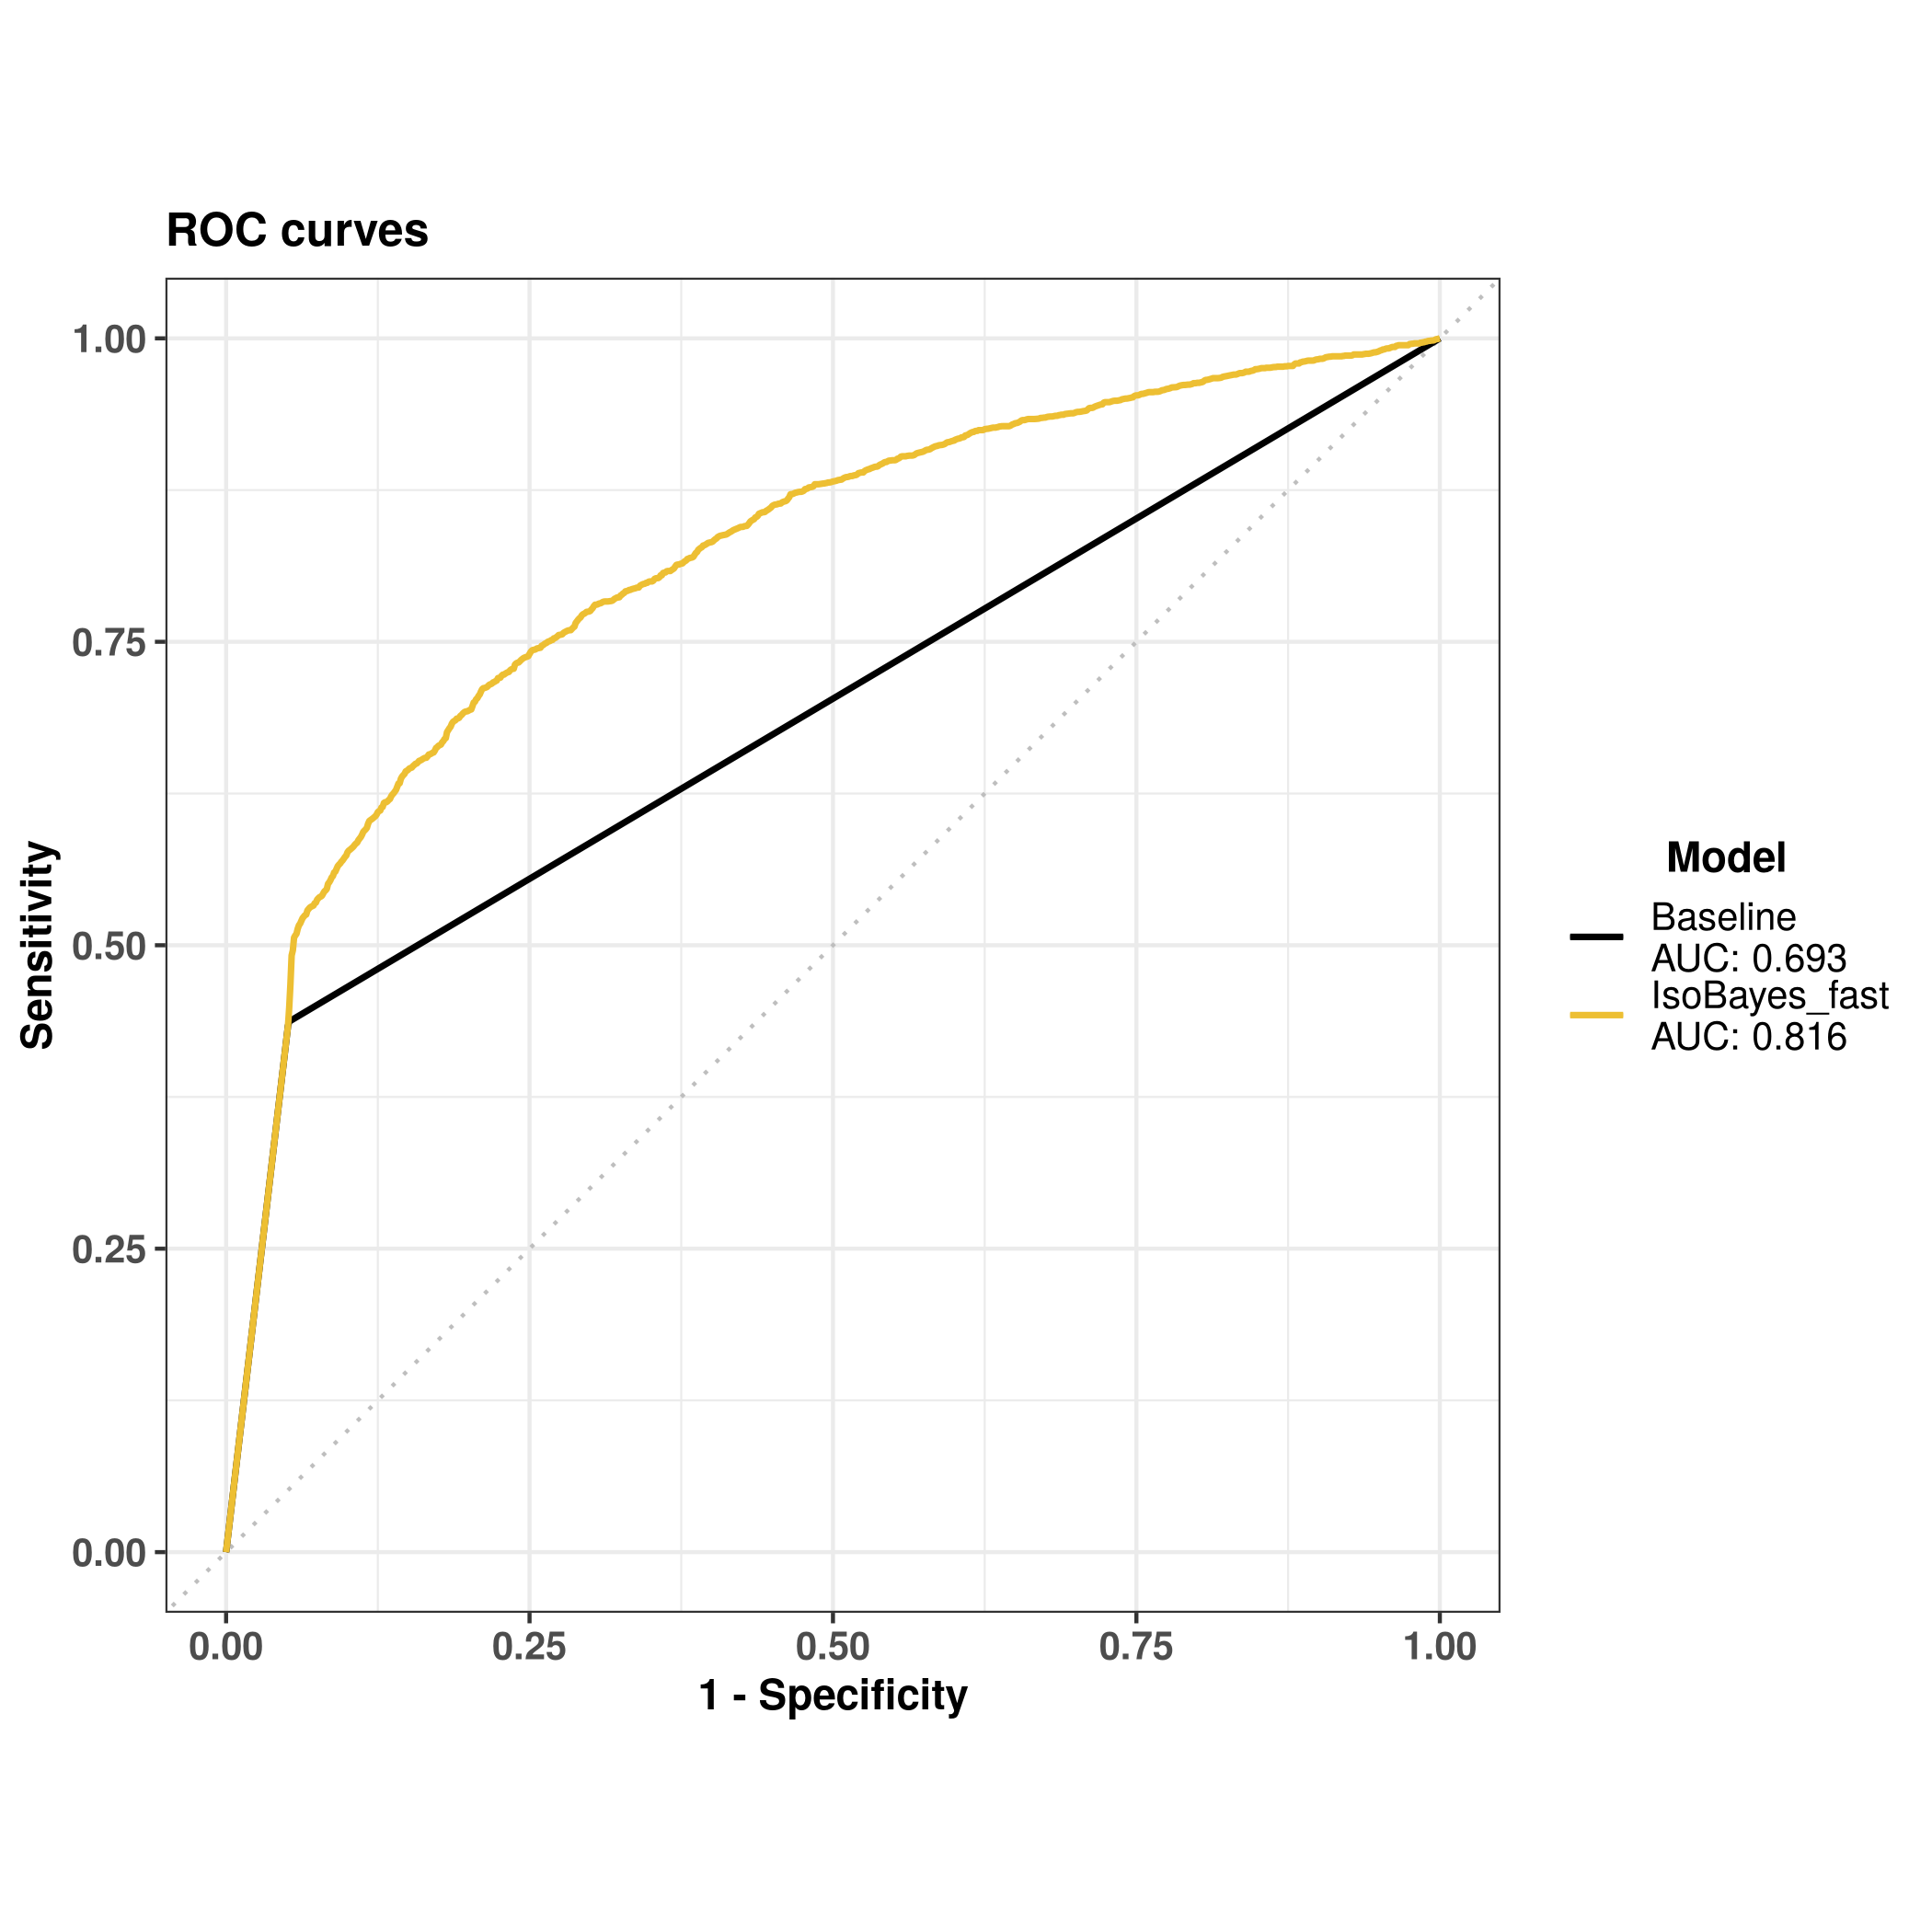 ROC curves
1.00
0.75
0.50
0.25
0.00
Sensitivity
0.00 0.25 0.50 0.75 1.00
1 - Specificity
Model
Baseline
AUC: 0.693
IsoBayes_fast
AUC: 0.816